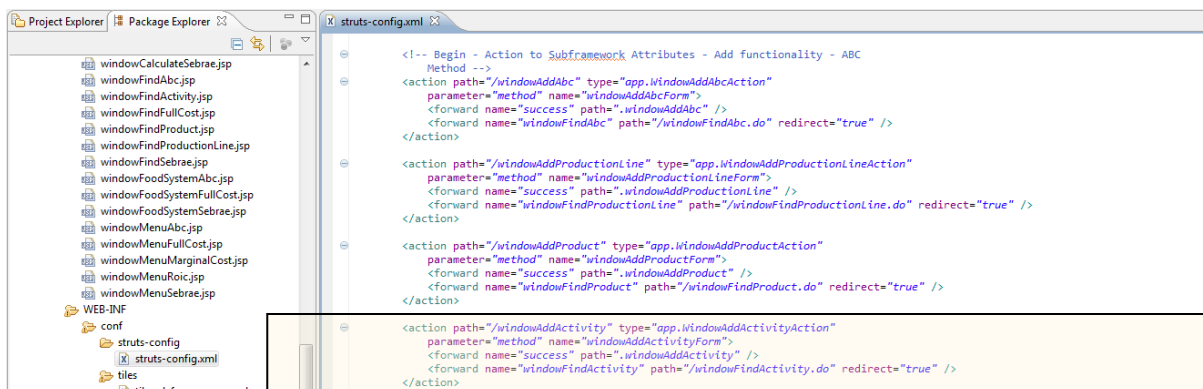 Project Explorer
Package Explorer
windowCalculateSebrae.jsp
windowFindAbc.jsp
windowFindActivity.jsp
windowFindFullCost.jsp
windowFindProduct.jsp
windowFindProductionLine.jsp
windowFindSebrae.jsp
windowFoodSystemAbc.jsp
windowFoodSystemFullCost.jsp
windowFoodSystemSebrae.jsp
windowMenuAbc.jsp
windowMenuFullCost.jsp
windowMenuMarginalCost.jsp
windowMenuRoic.jsp
windowMenuSebrae.jsp
WEB-INF
conf
struts-config
struts-config.xml
tiles
struts-config.xml
<!-- Begin - Action to Subframework Attributes - Add functionality - ABC
Method -->
<action path="/windowAddAbc" type="app.WindowAddAbcAction"
parameter="method" name="windowAddAbcForm">
<forward name="success" path=".windowAddAbc" />
<forward name="windowFindAbc" path="/windowFindAbc.do" redirect="true" />
</action>
<action path="/windowAddProductionLine" type="app.WindowAddProductionLineAction"
parameter="method" name="windowAddProductionLineForm">
<forward name="success" path=".windowAddProductionLine" />
<forward name="windowFindProductionLine" path="/windowFindProductionLine.do" redirect="true" />
</action>
<action path="/windowAddProduct" type="app.WindowAddProductAction"
parameter="method" name="windowAddProductForm">
<forward name="success" path=".windowAddProduct" />
<forward name="windowFindProduct" path="/windowFindProduct.do" redirect="true" />
</action>
<action path="/windowAddActivity" type="app.WindowAddActivityAction"
parameter="method" name="windowAddActivityForm">
<forward name="success" path=".windowAddActivity" />
<forward name="windowFindActivity" path="/windowFindActivity.do" redirect="true" />
</action>